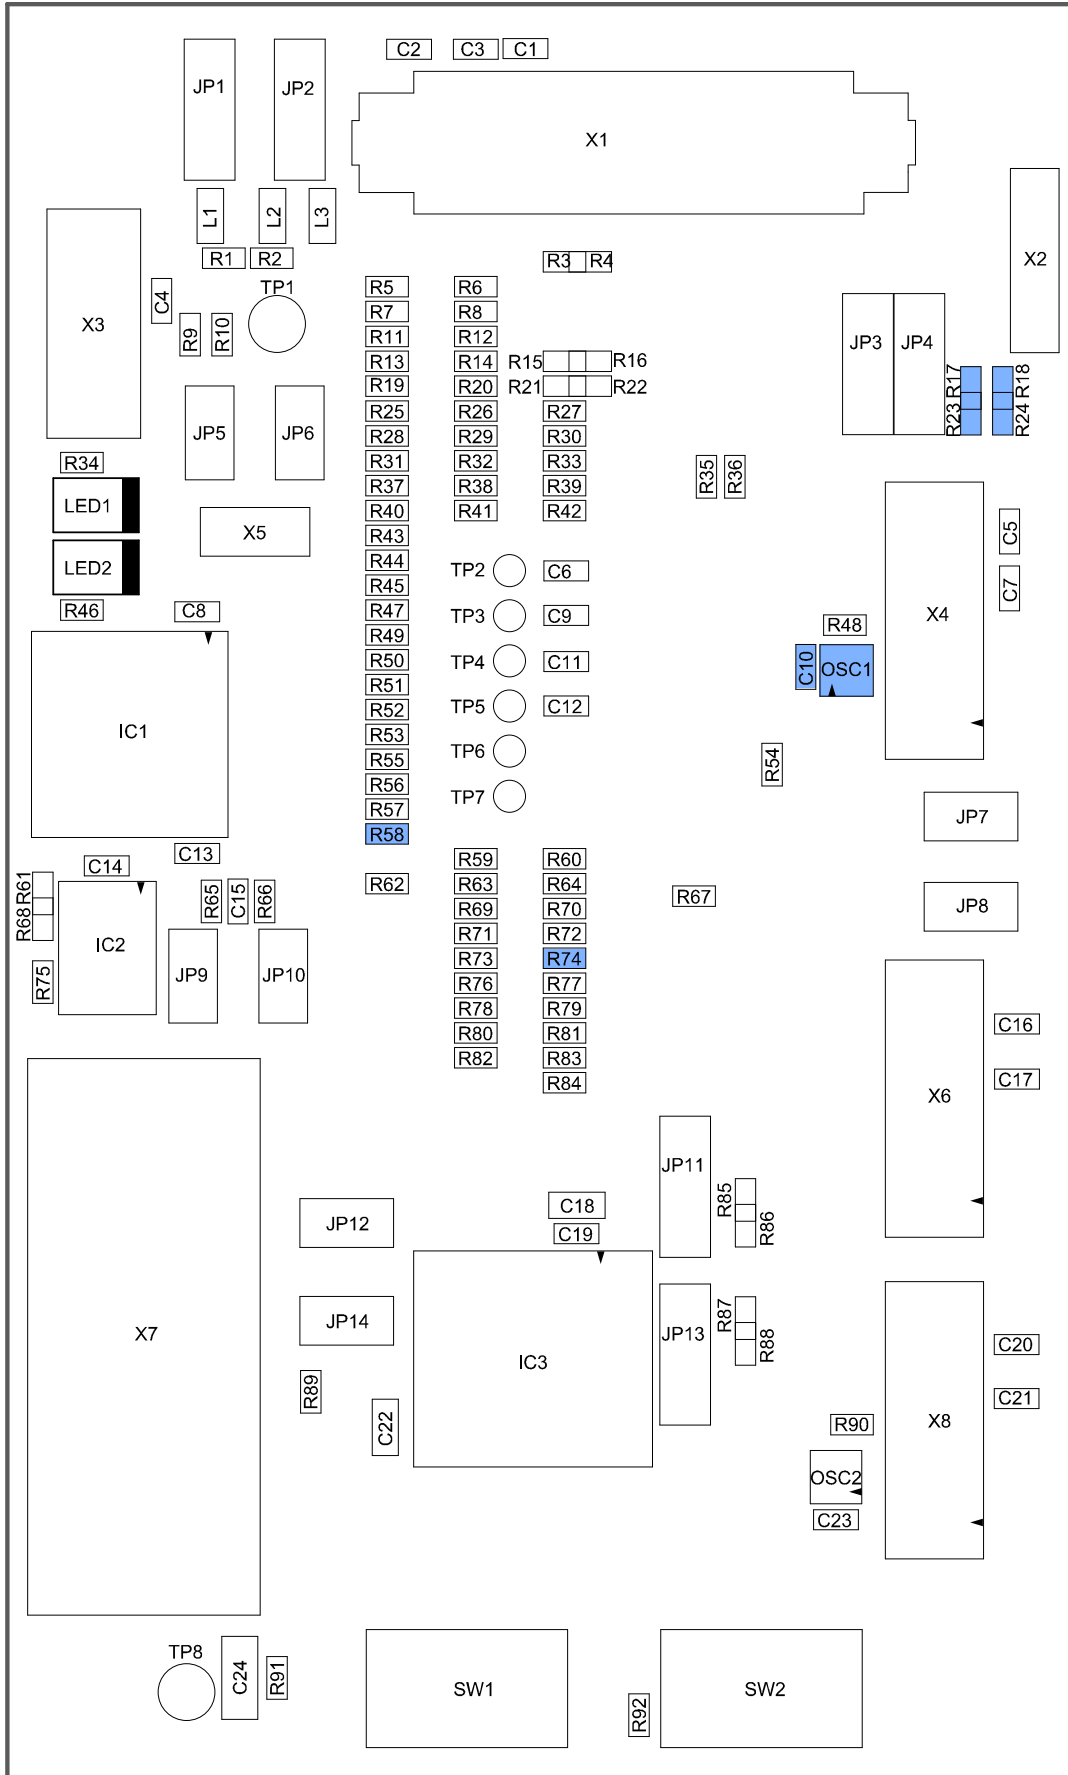 C2 C3 C1
JP1 JP2
X1
L1 L2 L3
R1 R2 R3 R4
X2
TP1
R5 R6
C4
R7 R8
X3 R9 R10
R11 R12
JP3 JP4
R13 R14 R15 R16
R17 R18
R19 R20 R21 R22
R25 R26 R27
R23 R24
JP5 JP6
R28 R29 R30
R34 R31 R32 R33
R35 R36
R37 R38 R39
LED1
R40 R41 R42
X5
R43
C5
R44
LED2 TP2 C6
R45
C7
R46 C8 R47 TP3 C9
X4
R48
R49
R50 TP4 C11
C10 OSC1
R51
R52 TP5 C12
IC1 R53
R55 TP6
R54
R56
R57 TP7
JP7
R58
C13 R59 R60
C14
R62 R63 R64
R61 R65 C15 R66 R67
R69 R70
JP8
R68
R71 R72
IC2
R73 R74
JP9 JP10
R75
R76 R77
R78 R79
C16
R80 R81
R82 R83
C17
R84
X6
JP11
R85
C18
JP12
R86
C19
JP14
R87
X7 JP13
R88
C20
IC3
R89
C21
C22 R90 X8
OSC2
C23
TP8
C24 R91
SW1 SW2
R92